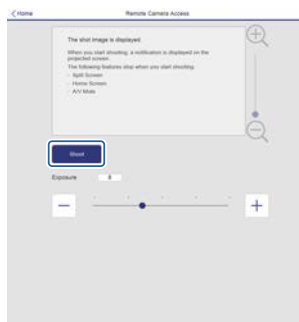 Home
Remote Camera Access
The shot image is displayed.
When you start shooting, a notification is displayed on the
projected screen.
The following features stop when you start shooting.
- Split Screen
- Home Screen
- A/V Mute
Shoot
Exposure